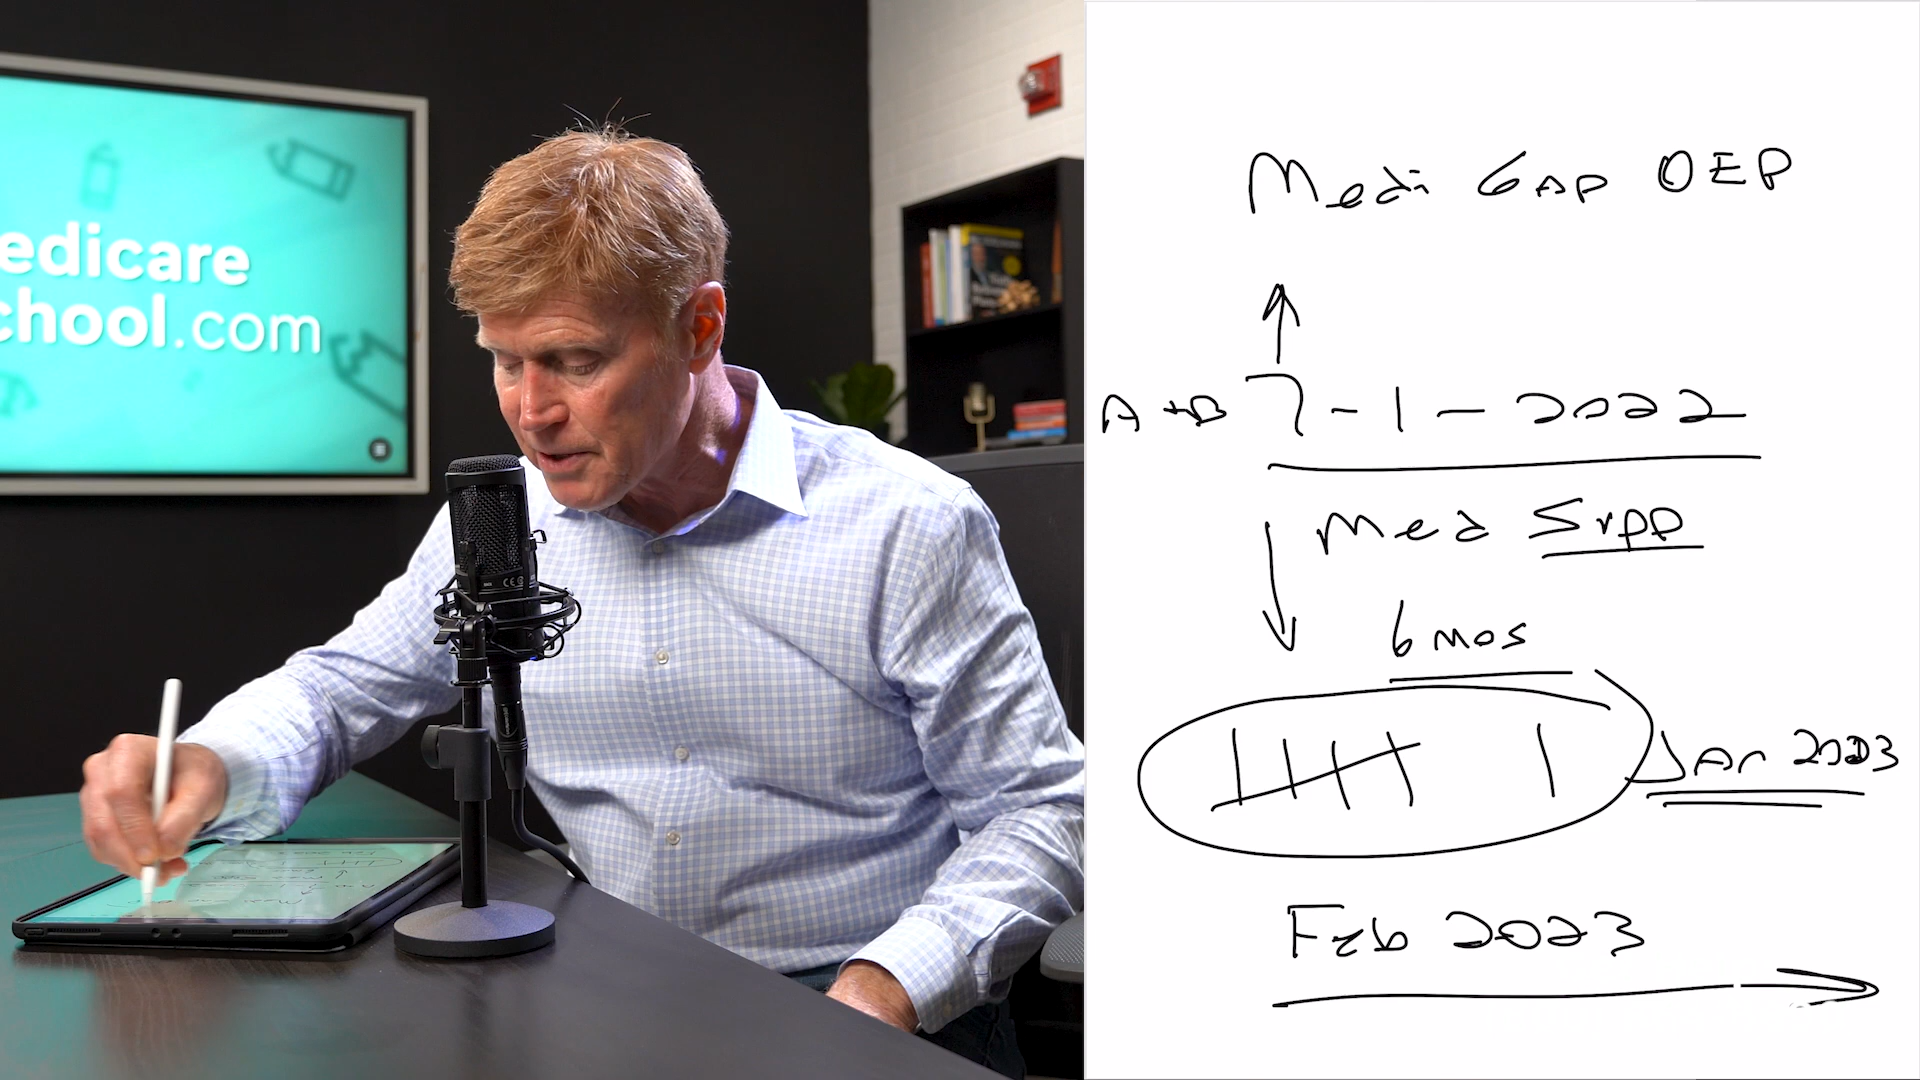 edicare
chool.com
Medi GAP OEP
A + B 7-1-2022
Med Supp
6 mos
JAn 2023
Feb 2023